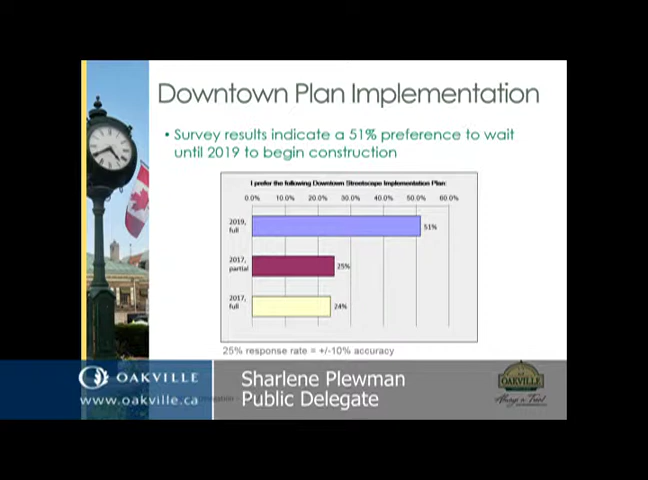 Downtown Plan Implementation
• Survey results indicate a 51% preference to wait
until 2019 to begin construction
I prefer the following Downtown Streetscape Implementation Plan:
0.0% 10.0% 20.0% 30.0% 40.0% 50.0% 60.0%
2019,
full
51%
2017,
partial
25%
2017,
full
24%
25% response rate = +/-10% accuracy
OAKVILLE
www.oakville.ca
Sharlene Plewman
Public Delegate
OAKVILLE